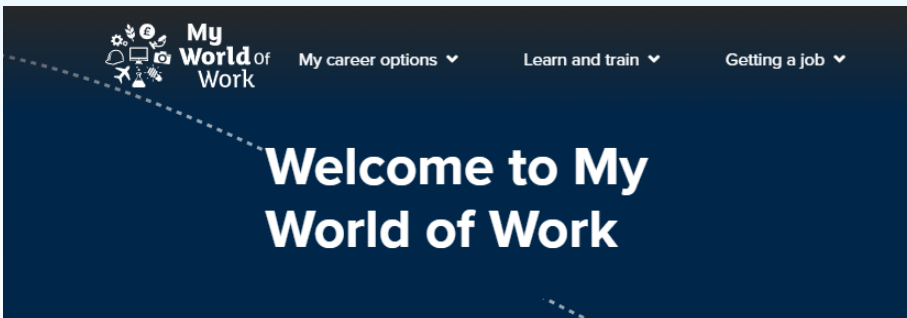 My
World Of
Work
My career options
Learn and train
Getting a job
Welcome to My
World of Work